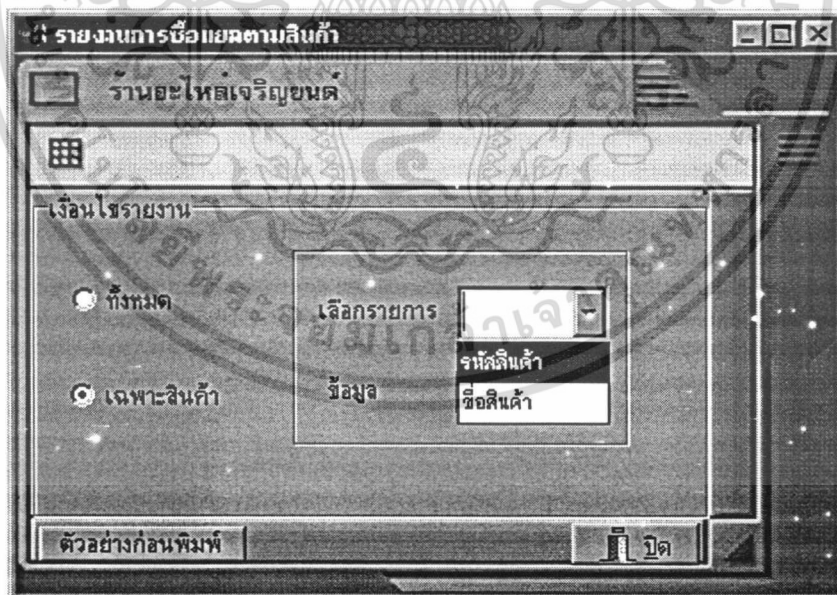 รายงานการซื้อแยกตามสินค้า
ร้านอะไหล่เจริญยนต์
เงื่อนไขรายงาน
ทั้งหมด
เลือกรายการ
รหัสสินค้า
เฉพาะสินค้า
ข้อมูล
ชื่อสินค้า
ตัวอย่างก่อนพิมพ์
ปิด